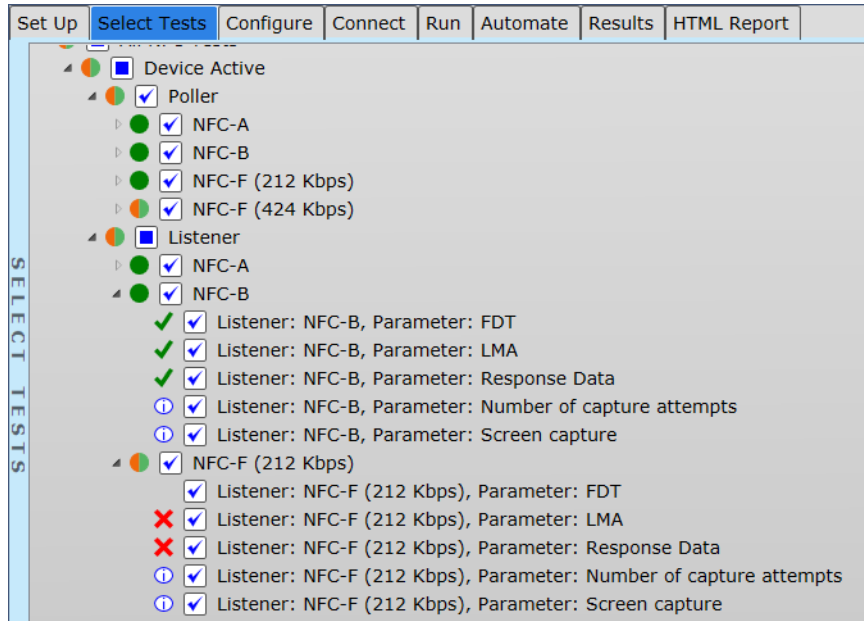 Set Up Select Tests Configure Connect Run Automate Results HTML Report
Device Active
Poller
NFC-A
NFC-B
NFC-F (212 Kbps)
NFC-F (424 Kbps)
Listener
NFC-A
NFC-B
Listener: NFC-B, Parameter: FDT
Listener: NFC-B, Parameter: LMA
Listener: NFC-B, Parameter: Response Data
Listener: NFC-B, Parameter: Number of capture attempts
Listener: NFC-B, Parameter: Screen capture
NFC-F (212 Kbps)
Listener: NFC-F (212 Kbps), Parameter: FDT
Listener: NFC-F (212 Kbps), Parameter: LMA
Listener: NFC-F (212 Kbps), Parameter: Response Data
Listener: NFC-F (212 Kbps), Parameter: Number of capture attempts
Listener: NFC-F (212 Kbps), Parameter: Screen capture
SELECT TESTS